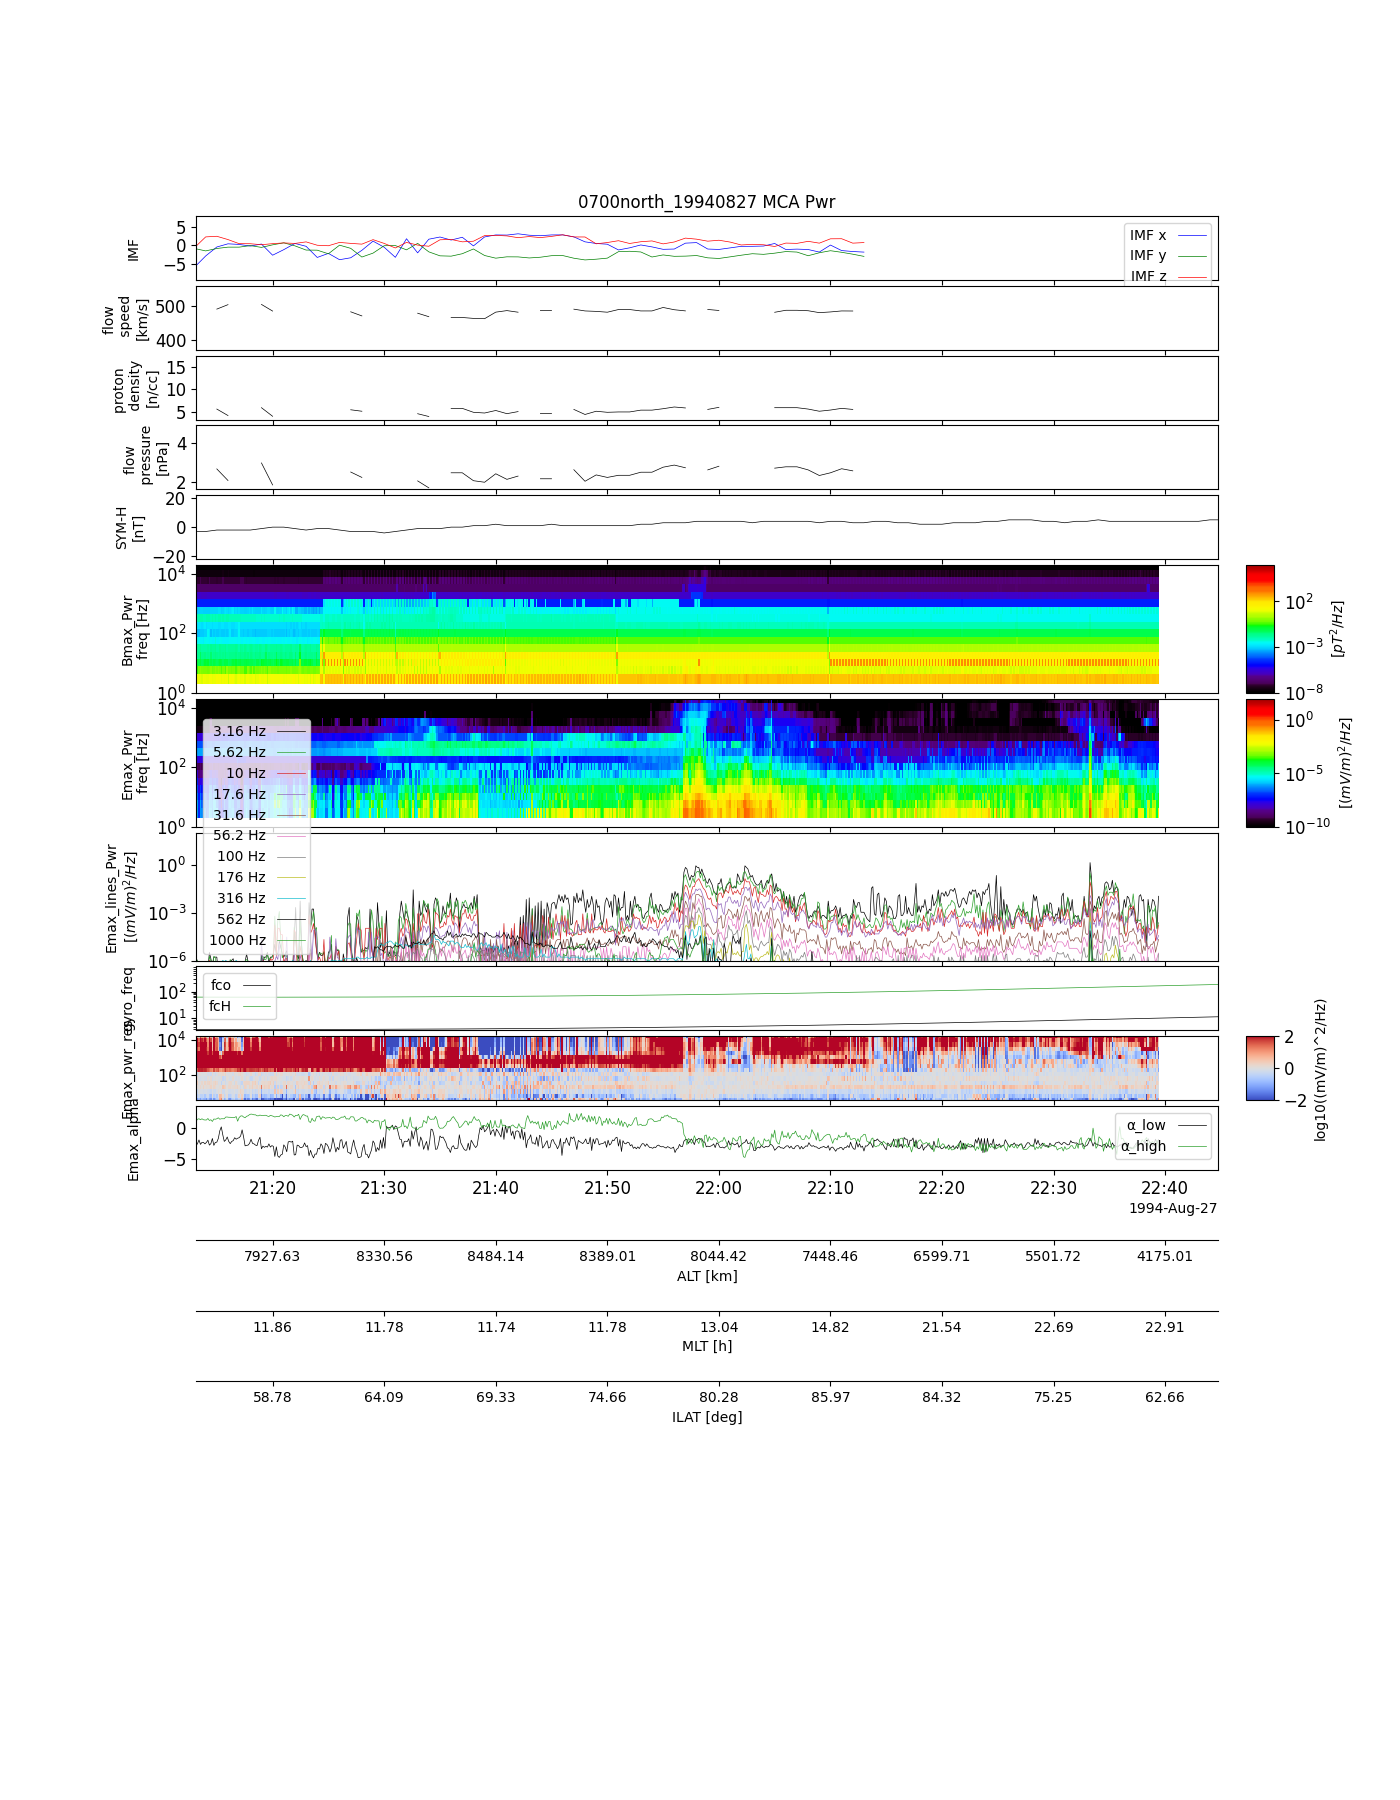 0700north_19940827 MCA Pwr
IMF
5
0
−5
IMF x
IMF y
IMF z
flow
speed
[km/s]
500
400
proton
density
[n/cc]
15
10
5
flow
pressure
[nPa]
4
2
SYM-H
[nT]
20
0
−20
Bmax_Pwr
freq [Hz]
10^4
10^2
10^0
10^2
10^−3
10^−8
[pT^2/Hz]
Emax_Pwr
freq [Hz]
10^4
10^2
10^0
10^0
10^−5
10^−10
[(mV/m)^2/Hz]
3.16 Hz
5.62 Hz
10 Hz
17.6 Hz
31.6 Hz
56.2 Hz
100 Hz
176 Hz
316 Hz
562 Hz
1000 Hz
Emax_lines_Pwr
[(mV/m)^2/Hz]
10^0
10^−3
10^−6
gyro_freq
10^2
10^1
fco
fcH
Emax_pwr_reg
10^4
10^2
2
0
−2
log10((mV/m)^2/Hz)
Emax_alpha
0
−5
α_low
α_high
21:20 21:30 21:40 21:50 22:00 22:10 22:20 22:30 22:40
1994-Aug-27
7927.63 8330.56 8484.14 8389.01 8044.42 7448.46 6599.71 5501.72 4175.01
ALT [km]
11.86 11.78 11.74 11.78 13.04 14.82 21.54 22.69 22.91
MLT [h]
58.78 64.09 69.33 74.66 80.28 85.97 84.32 75.25 62.66
ILAT [deg]